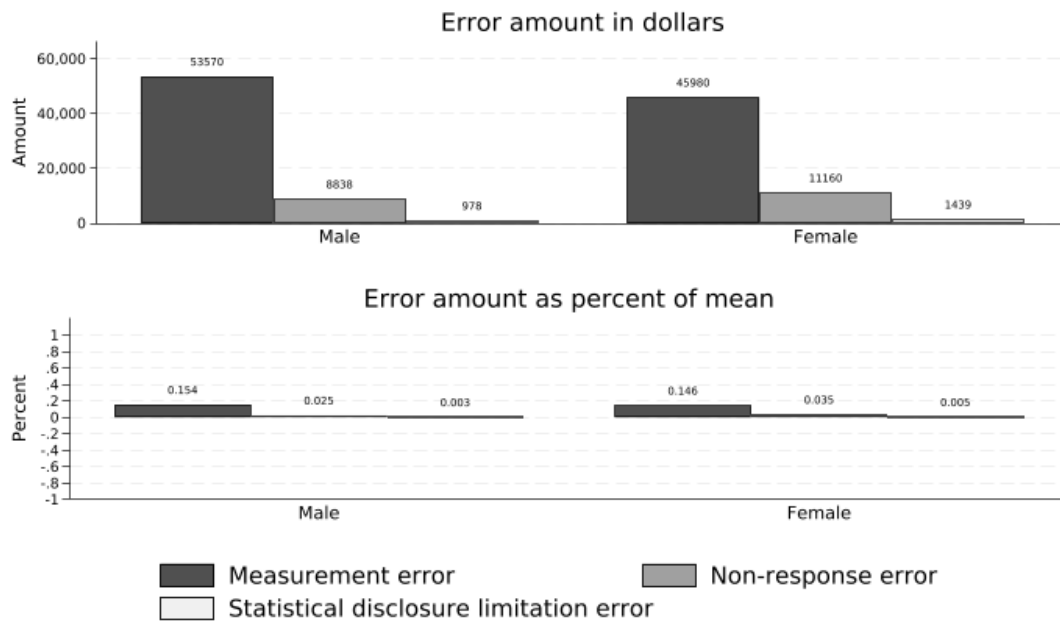 Error amount in dollars
Amount
60,000
40,000
20,000
0
53570
8838
978
45980
11160
1439
Male
Female
Error amount as percent of mean
Percent
1
.8
.6
.4
.2
0
-.2
-.4
-.6
-.8
-1
0.154
0.025
0.003
0.146
0.035
0.005
Male
Female
Measurement error
Non-response error
Statistical disclosure limitation error